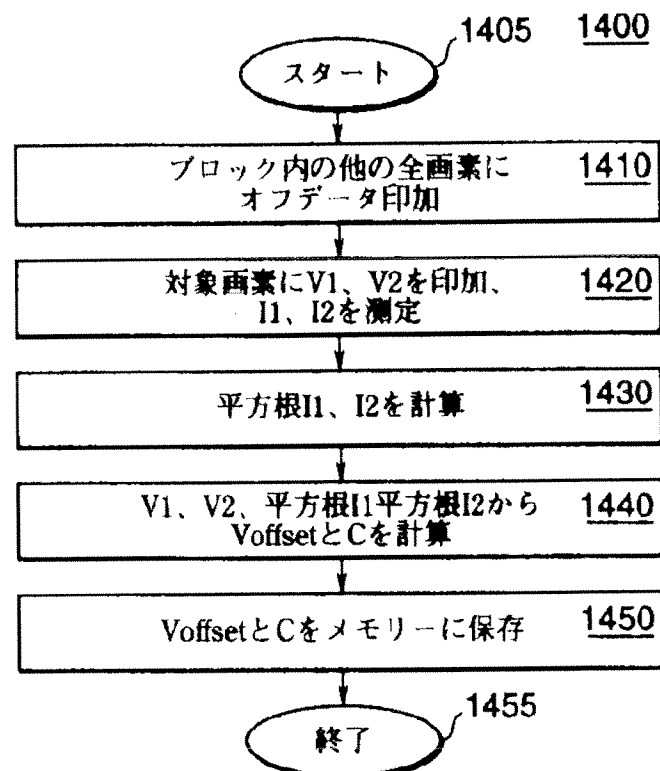 1405
1400
スタート
ブロック内の他の全画素に
オフデータ印加
1410
対象画素にV1、V2を印加、
I1、I2を測定
1420
平方根I1、I2を計算
1430
V1、V2、平方根I1平方根I2から
VoffsetとCを計算
1440
VoffsetとCをメモリーに保存
1450
終了
1455